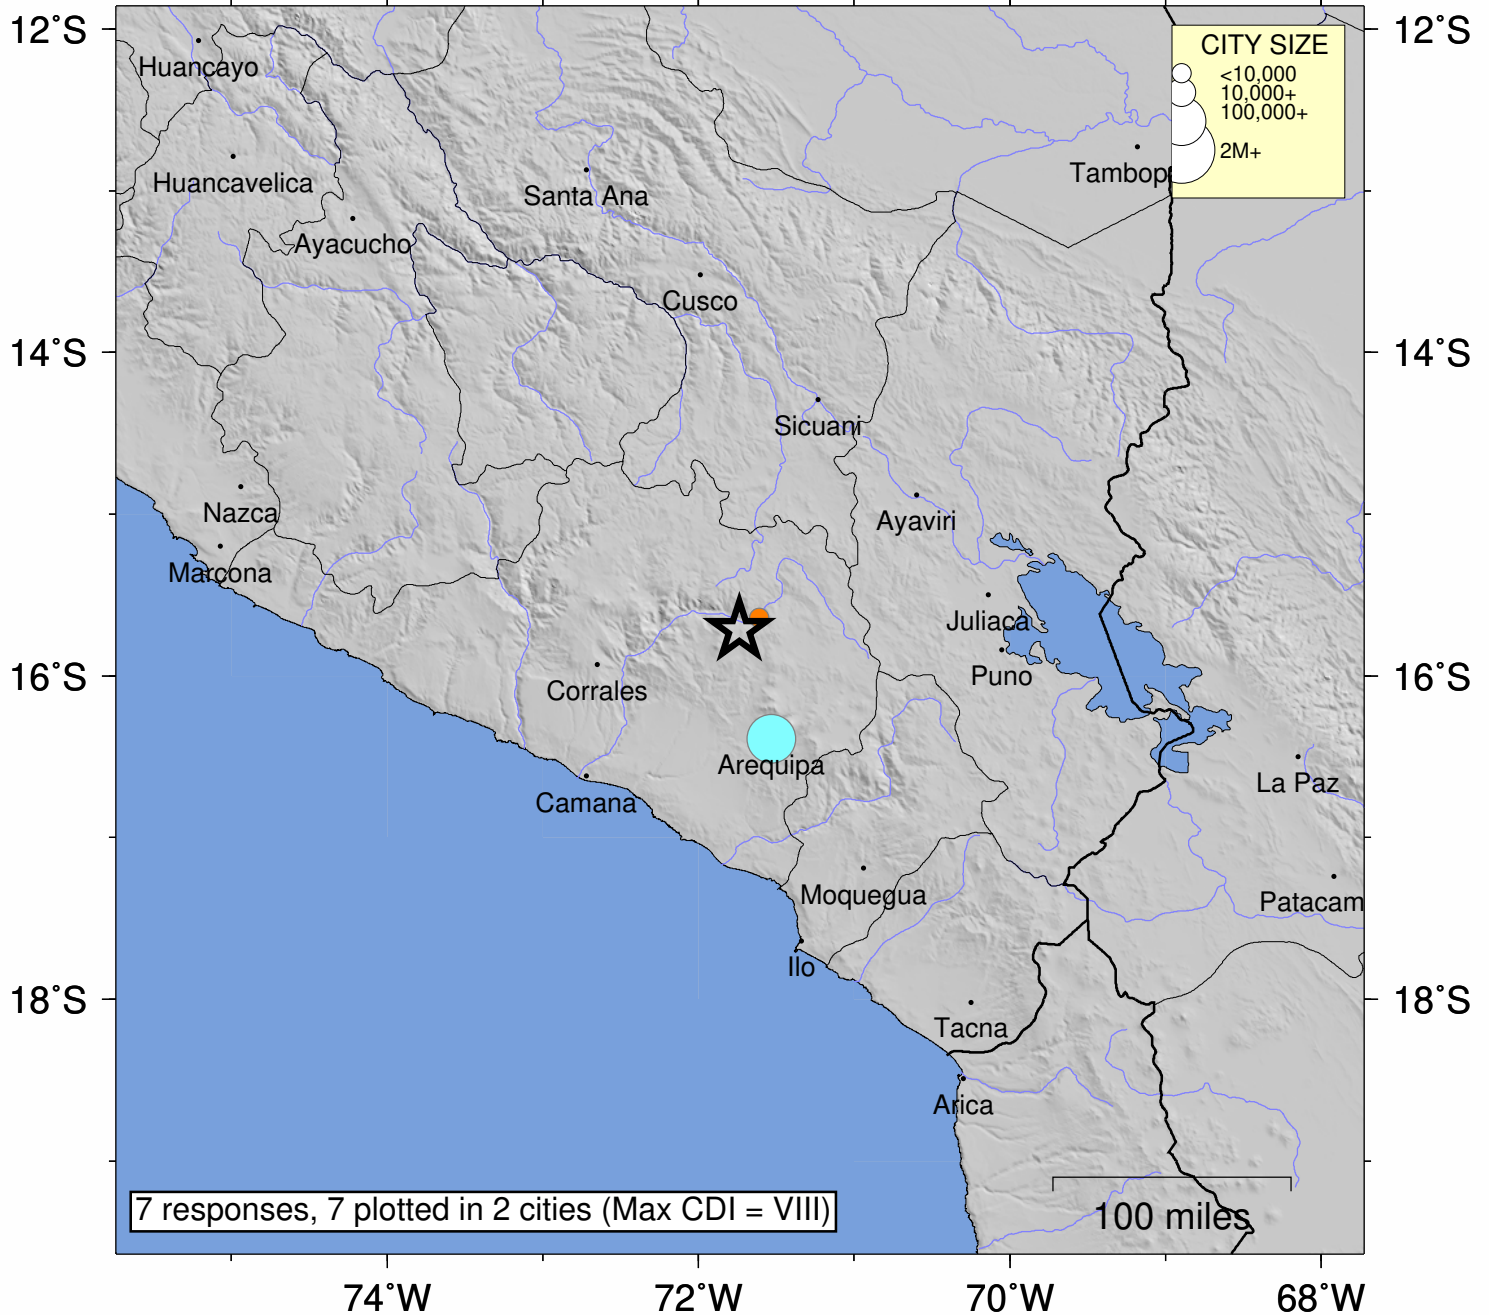 12°S
12°S
CITY SIZE
<10,000
10,000+
100,000+
2M+
Huancayo
Huancavelica
Santa Ana
Tambop
Ayacucho
Cusco
14°S
14°S
Sicuani
Nazca
Ayaviri
Marcona
Juliaca
16°S
Corrales
Puno
16°S
Arequipa
La Paz
Camana
Moquegua
Patacam
Ilo
18°S
18°S
Tacna
Arica
7 responses, 7 plotted in 2 cities (Max CDI = VIII)
100 miles
74°W
72°W
70°W
68°W